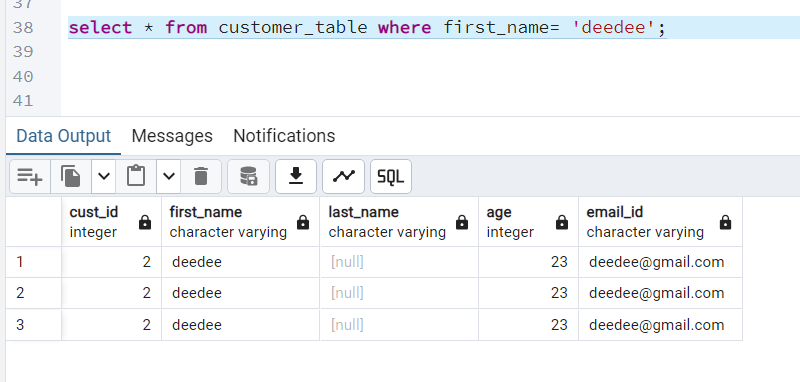 37
38 select * from customer_table where first_name= 'deedee';
39
40
41
Data Output Messages Notifications
SQL
cust_id first_name last_name age email_id
integer character varying character varying integer character varying
1 2 deedee [null] 23 deedee@gmail.com
2 2 deedee [null] 23 deedee@gmail.com
3 2 deedee [null] 23 deedee@gmail.com